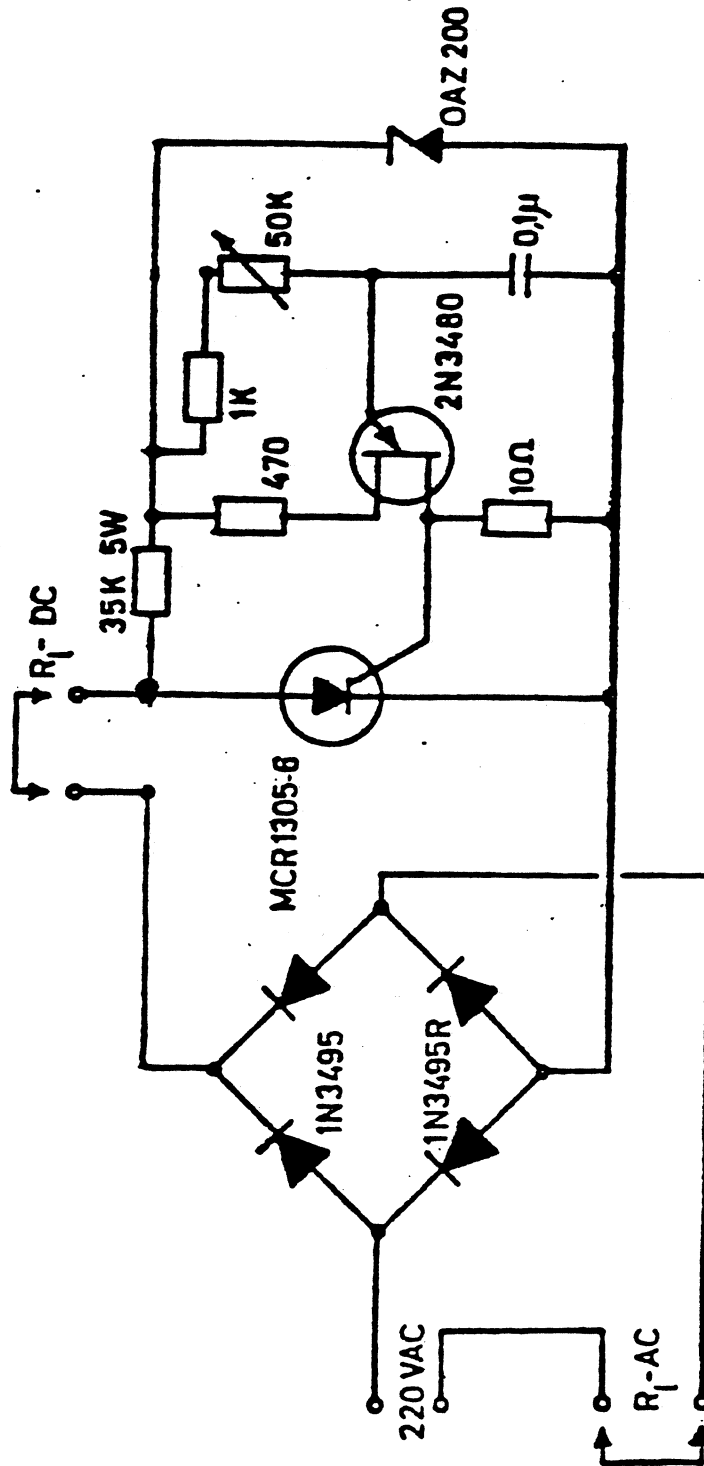 R₁-DC
35K 5W
1K
50K
470
OAZ 200
2N3480
0,1µ
10Ω
MCR1305-6
1N3495
1N3495R
220 VAC
R₁-AC